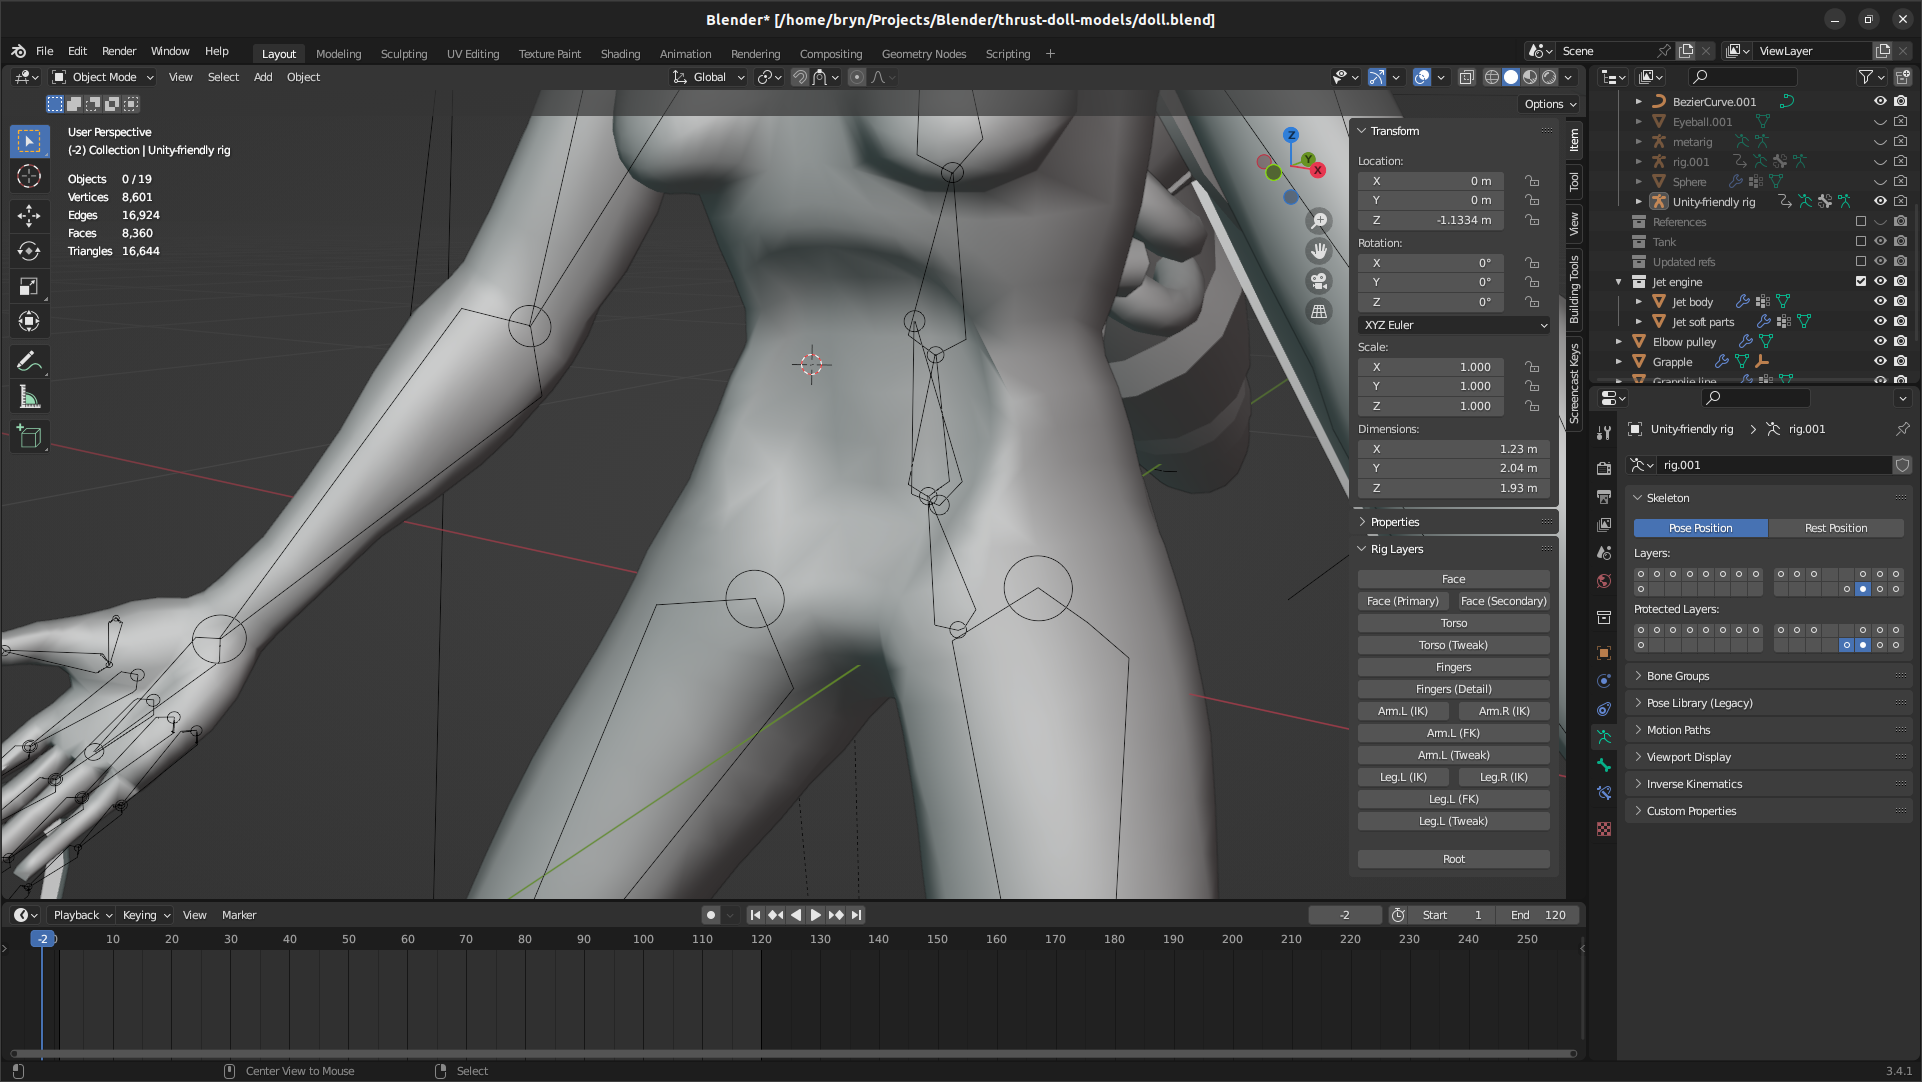 Blender* [/home/bryn/Projects/Blender/thrust-doll-models/doll.blend]
File Edit Render Window Help
Layout Modeling Sculpting UV Editing Texture Paint Shading Animation Rendering Compositing Geometry Nodes Scripting +
Scene
ViewLayer
Object Mode View Select Add Object
Global
Options
User Perspective
(-2) Collection | Unity-friendly rig
Objects 0 / 19
Vertices 8,601
Edges 16,924
Faces 8,360
Triangles 16,644
Z
Y
X
Transform
Location:
X 0 m
Y 0 m
Z -1.1334 m
Rotation:
X 0°
Y 0°
Z 0°
XYZ Euler
Scale:
X 1.000
Y 1.000
Z 1.000
Dimensions:
X 1.23 m
Y 2.04 m
Z 1.93 m
Properties
Rig Layers
Face
Face (Primary) Face (Secondary)
Torso
Torso (Tweak)
Fingers
Fingers (Detail)
Arm.L (IK) Arm.R (IK)
Arm.L (FK)
Arm.L (Tweak)
Leg.L (IK) Leg.R (IK)
Leg.L (FK)
Leg.L (Tweak)
Root
Item
Tool
View
Building Tools
Screencast Keys
BezierCurve.001
Eyeball.001
metarig
rig.001
Sphere
Unity-friendly rig
References
Tank
Updated refs
Jet engine
Jet body
Jet soft parts
Elbow pulley
Grapple
Grapple line
Unity-friendly rig > rig.001
rig.001
Skeleton
Pose Position Rest Position
Layers:
Protected Layers:
Bone Groups
Pose Library (Legacy)
Motion Paths
Viewport Display
Inverse Kinematics
Custom Properties
Playback Keying View Marker
-2 Start 1 End 120
-2 10 20 30 40 50 60 70 80 90 100 110 120 130 140 150 160 170 180 190 200 210 220 230 240 250
Center View to Mouse
Select
3.4.1